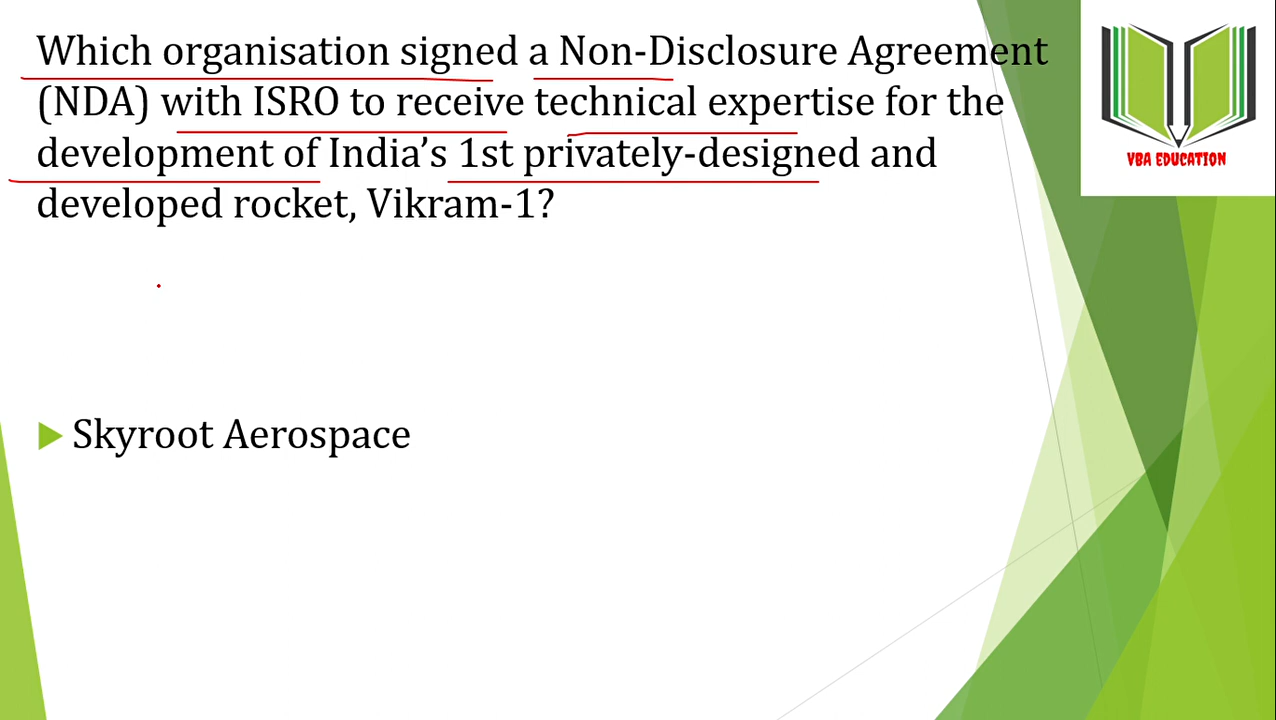 Which organisation signed a Non-Disclosure Agreement
(NDA) with ISRO to receive technical expertise for the
development of India's 1st privately-designed and
developed rocket, Vikram-1?
VBA EDUCATION
Skyroot Aerospace